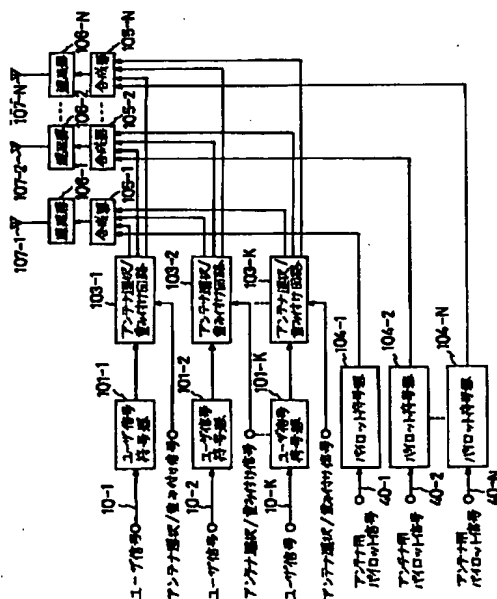 107-1
107-2
107-N
106-1
106-2
106-N
送信器
送信器
送信器
105-1
105-2
105-N
合成器
合成器
合成器
103-1
アンテナ選択/
重み付け回路
103-2
アンテナ選択/
重み付け回路
103-K
アンテナ選択/
重み付け回路
101-1
ユーザ信号
符号器
101-2
ユーザ信号
符号器
101-K
ユーザ信号
符号器
10-1
ユーザ信号
アンテナ選択/重み付け信号
10-2
ユーザ信号
アンテナ選択/重み付け信号
10-K
ユーザ信号
アンテナ選択/重み付け信号
104-1
パイロット符号器
104-2
パイロット符号器
104-N
パイロット符号器
アンテナ用
パイロット信号
40-1
アンテナ用
パイロット信号
40-2
アンテナ用
パイロット信号
40-N